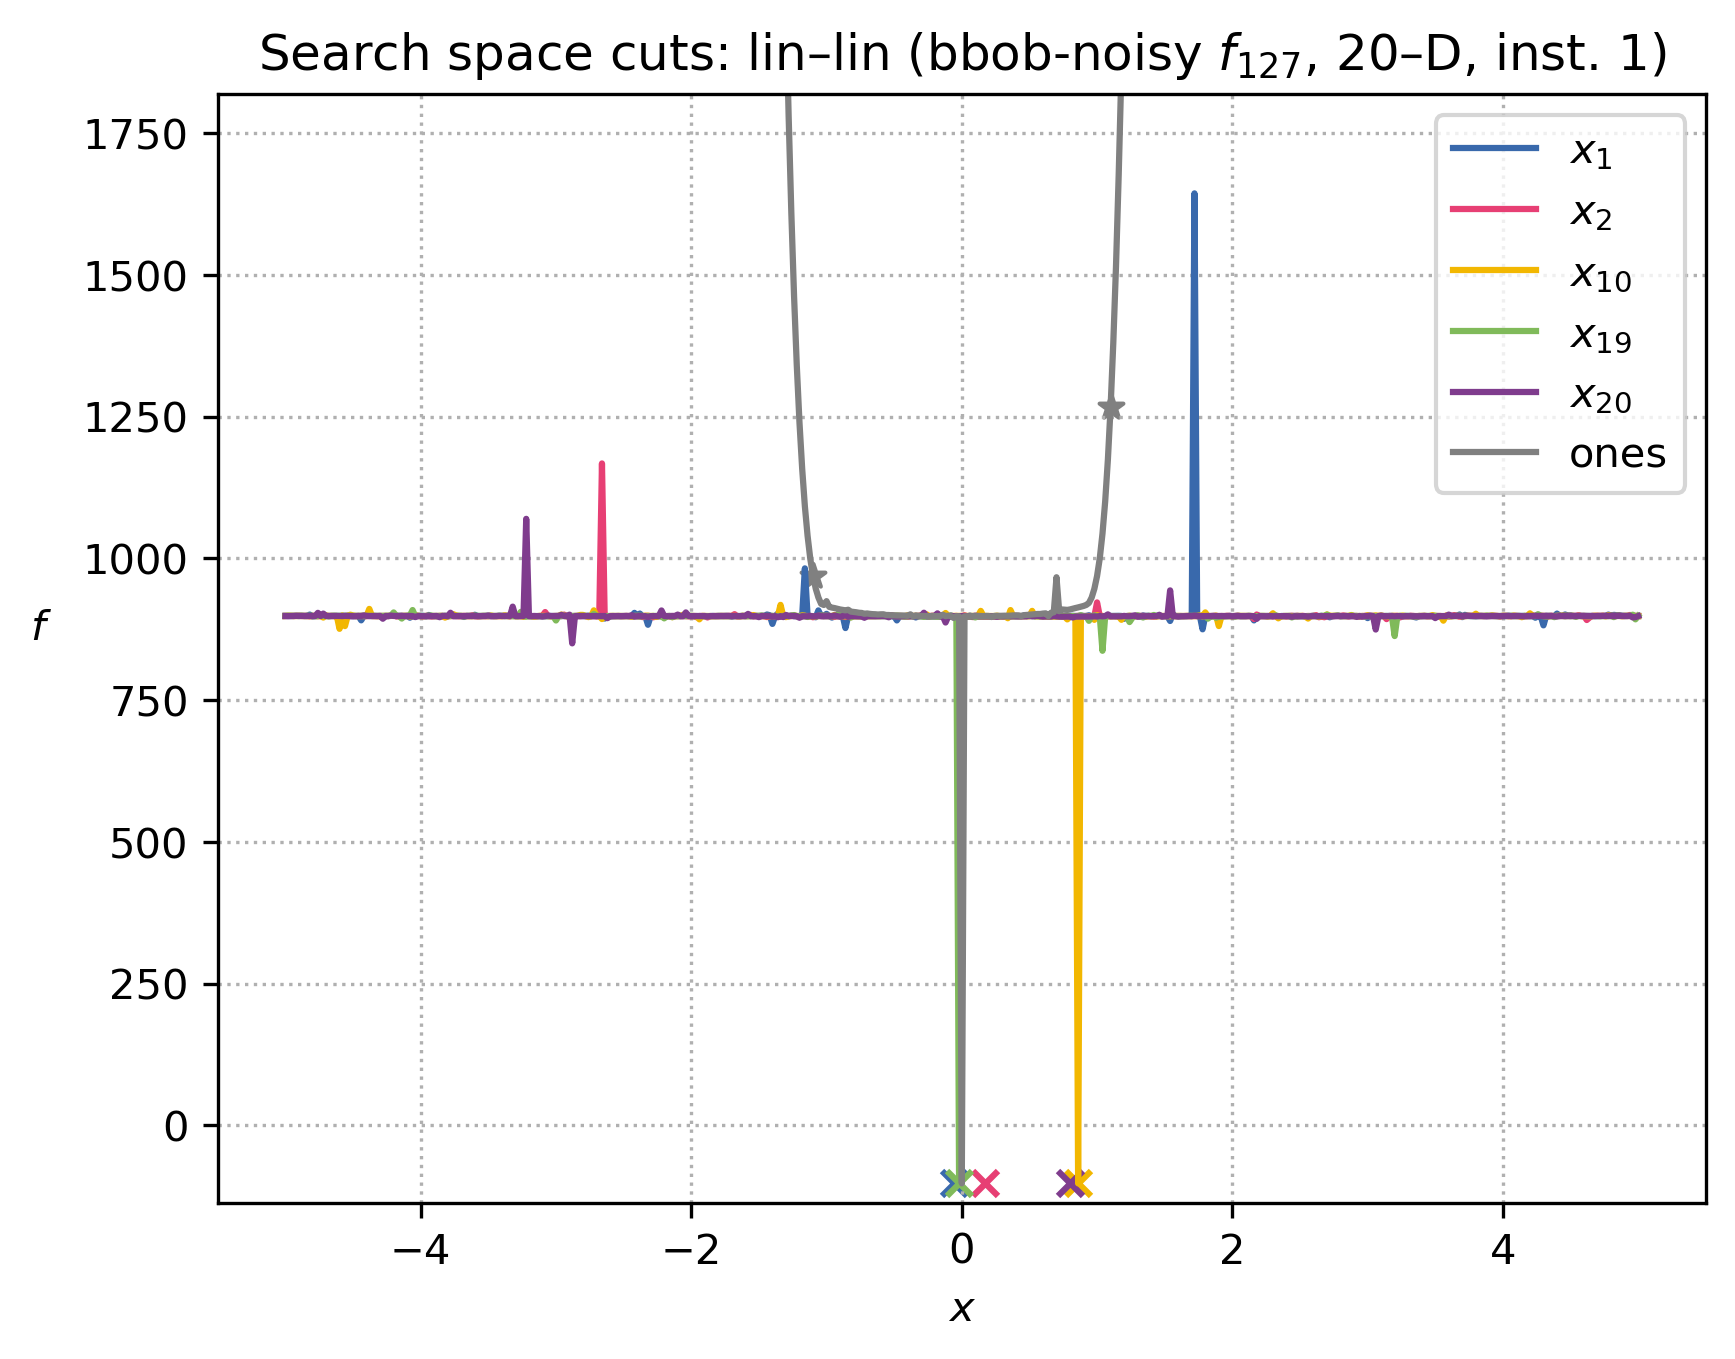 Search space cuts: lin–lin (bbob-noisy f₁₂₇, 20–D, inst. 1)
1750
1500
1250
1000
750
500
250
0
f
−4
−2
0
2
4
x
x₁
x₂
x₁₀
x₁₉
x₂₀
ones